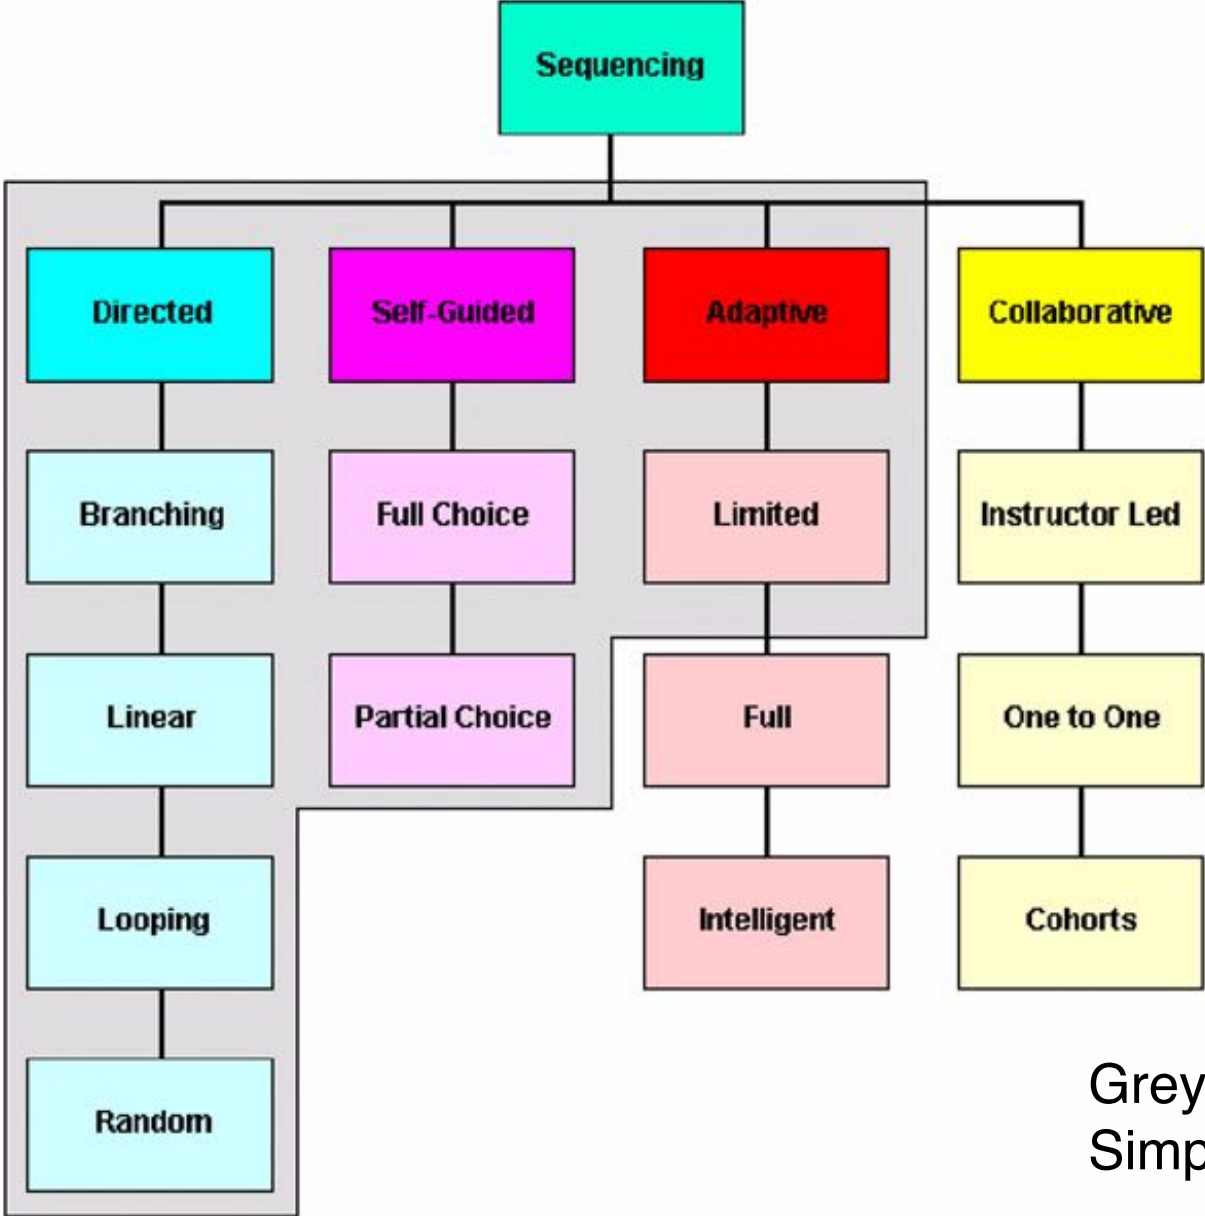 Sequencing
Directed
Self-Guided
Adaptive
Collaborative
Branching
Full Choice
Limited
Instructor Led
Linear
Partial Choice
Full
One to One
Looping
Intelligent
Cohorts
Random
Grey
Simp